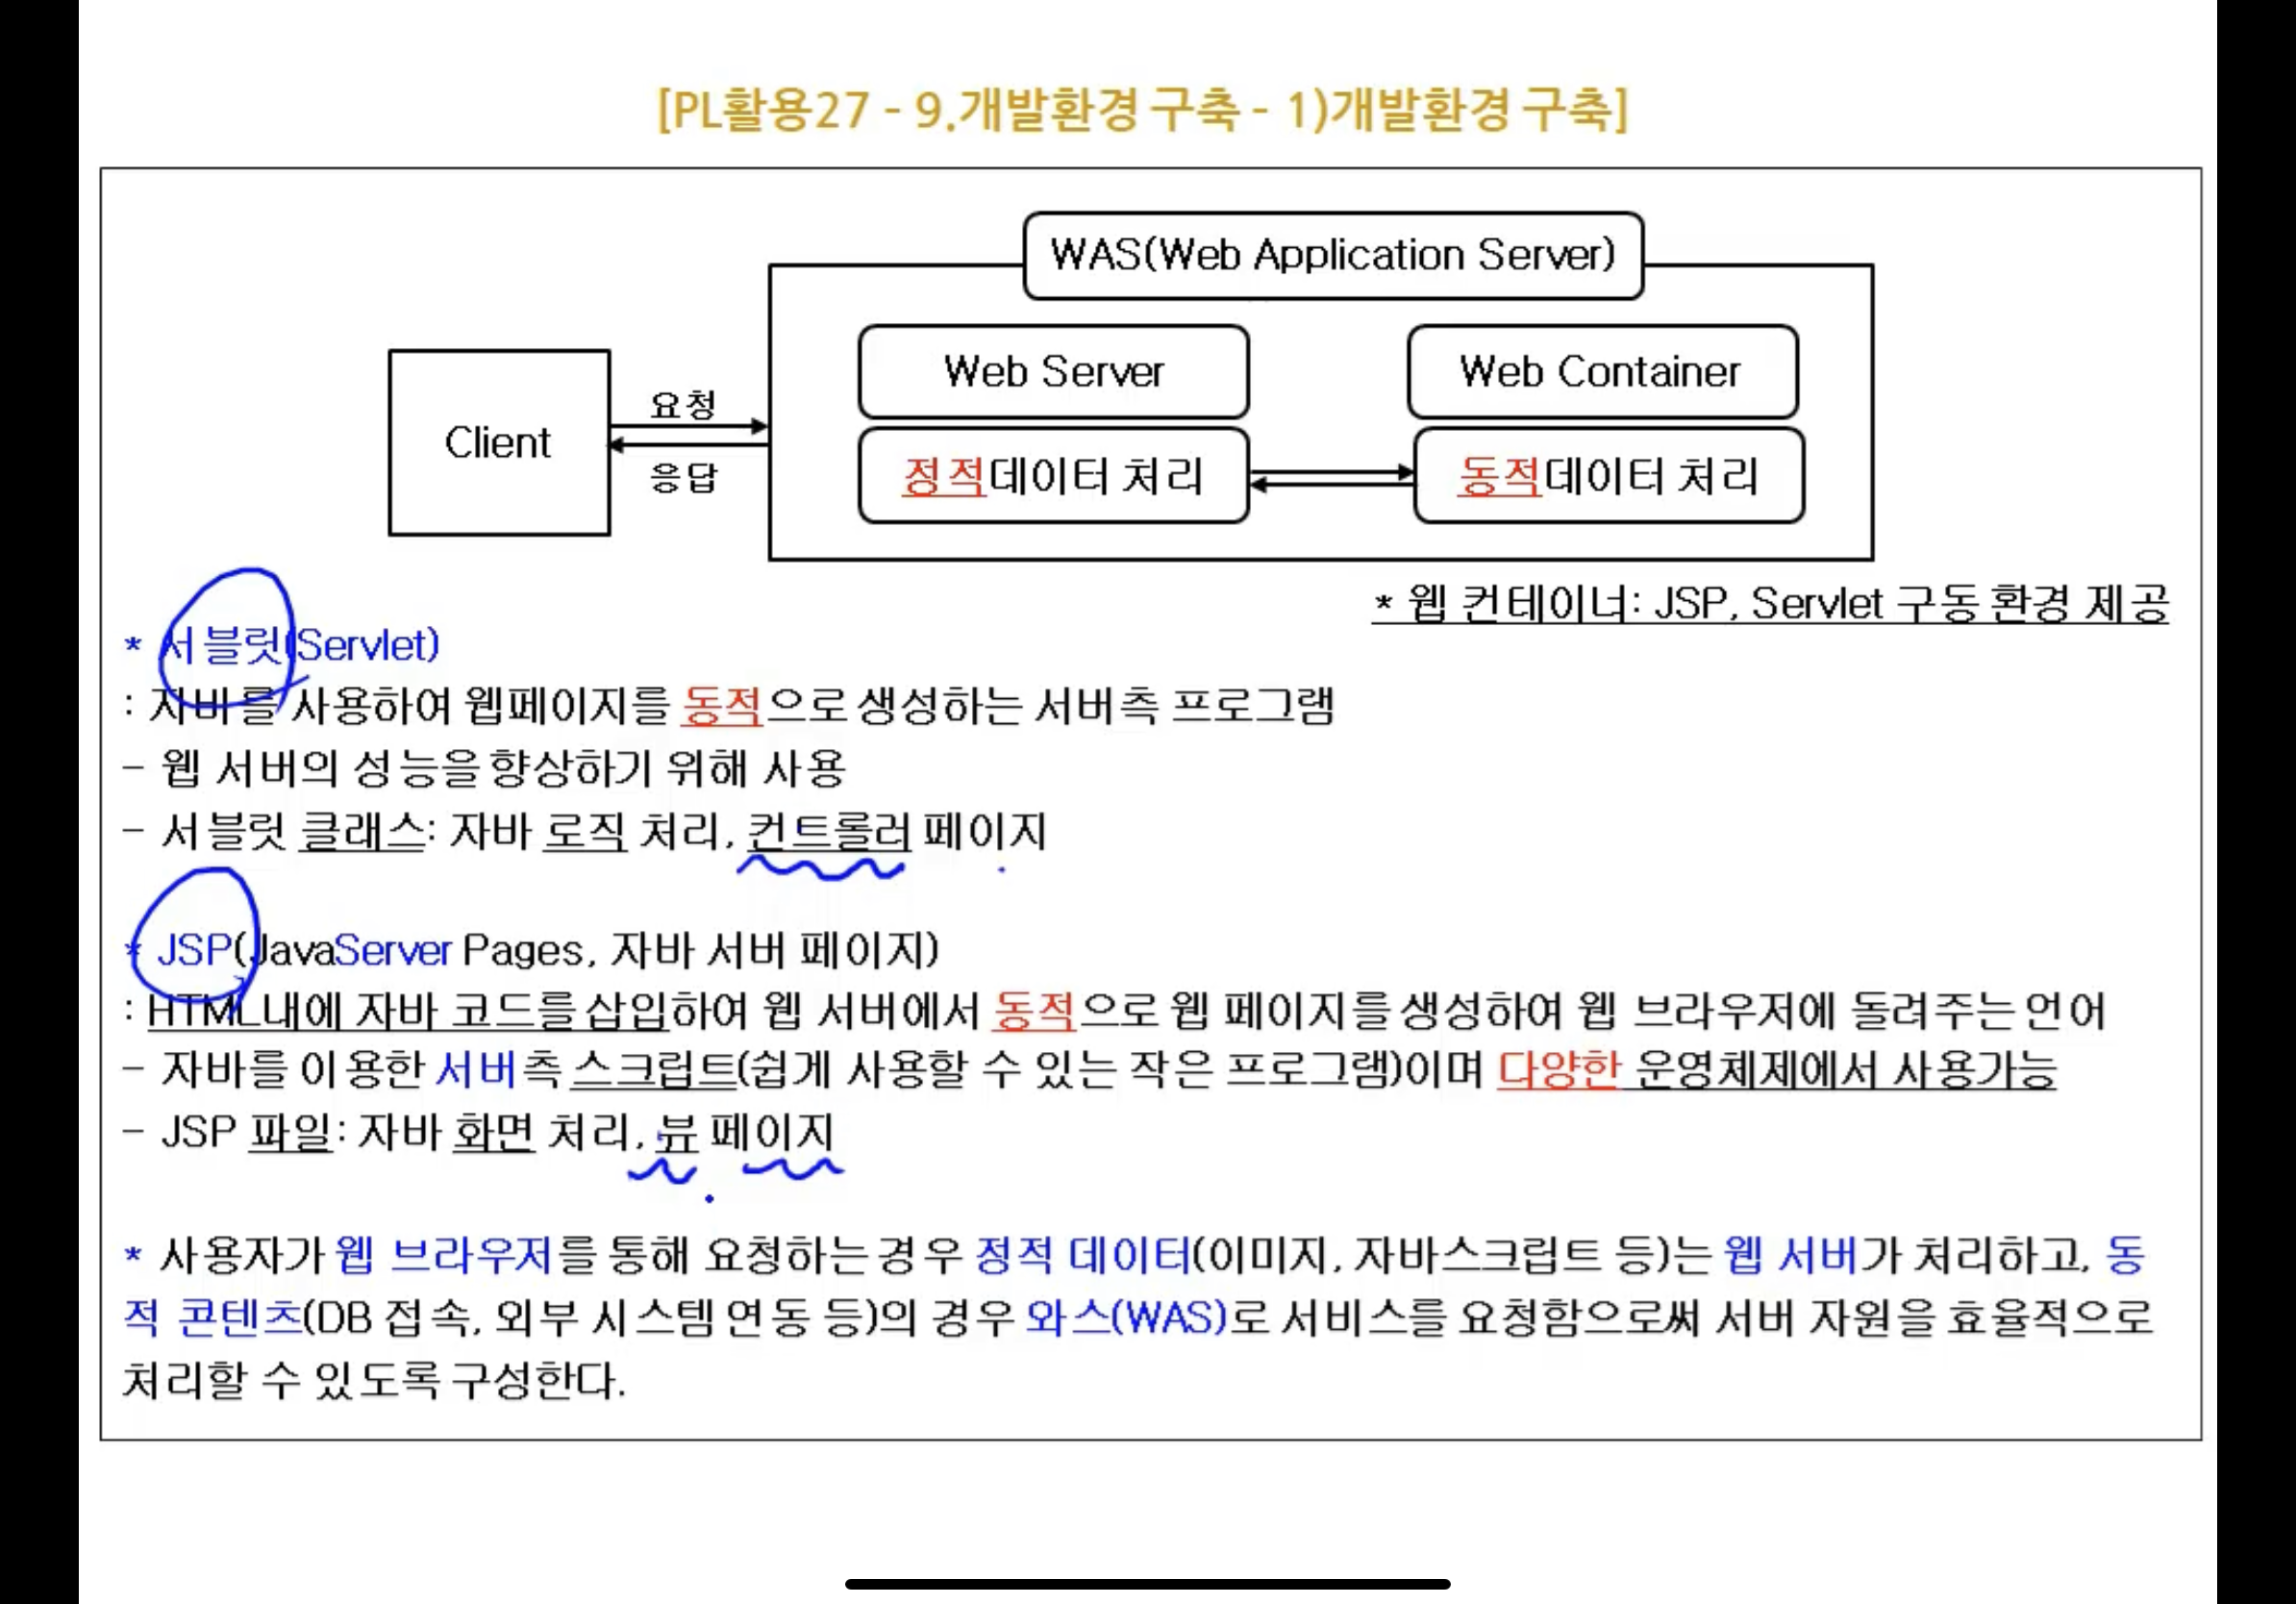 [PL활용27 - 9.개발환경 구축 - 1)개발환경 구축]
WAS(Web Application Server)
Web Server
Web Container
Client
요청
응답
정적데이터 처리
동적데이터 처리
* 웹 컨테이너: JSP, Servlet 구동 환경 제공
* 서블릿(Servlet)
: 자바를 사용하여 웹페이지를 동적으로 생성하는 서버측 프로그램
- 웹 서버의 성능을 향상하기 위해 사용
- 서블릿 클래스: 자바 로직 처리, 컨트롤러 페이지
* JSP(JavaServer Pages, 자바 서버 페이지)
: HTML내에 자바 코드를 삽입하여 웹 서버에서 동적으로 웹 페이지를 생성하여 웹 브라우저에 돌려주는 언어
- 자바를 이용한 서버측 스크립트(쉽게 사용할 수 있는 작은 프로그램)이며 다양한 운영체제에서 사용가능
- JSP 파일: 자바 화면 처리, 뷰 페이지
* 사용자가 웹 브라우저를 통해 요청하는 경우 정적 데이터(이미지, 자바스크립트 등)는 웹 서버가 처리하고, 동
적 콘텐츠(DB 접속, 외부 시스템 연동 등)의 경우 와스(WAS)로 서비스를 요청함으로써 서버 자원을 효율적으로
처리할 수 있도록 구성한다.